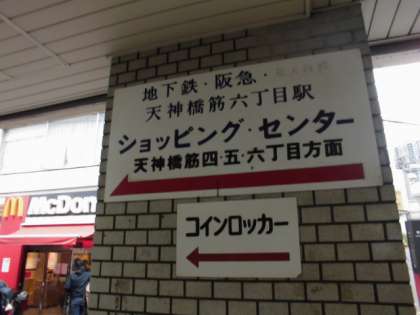 地下鉄・阪急・
天神橋筋六丁目駅
ショッピング・センター
天神橋筋四・五・六丁目方面
コインロッカー
McDon